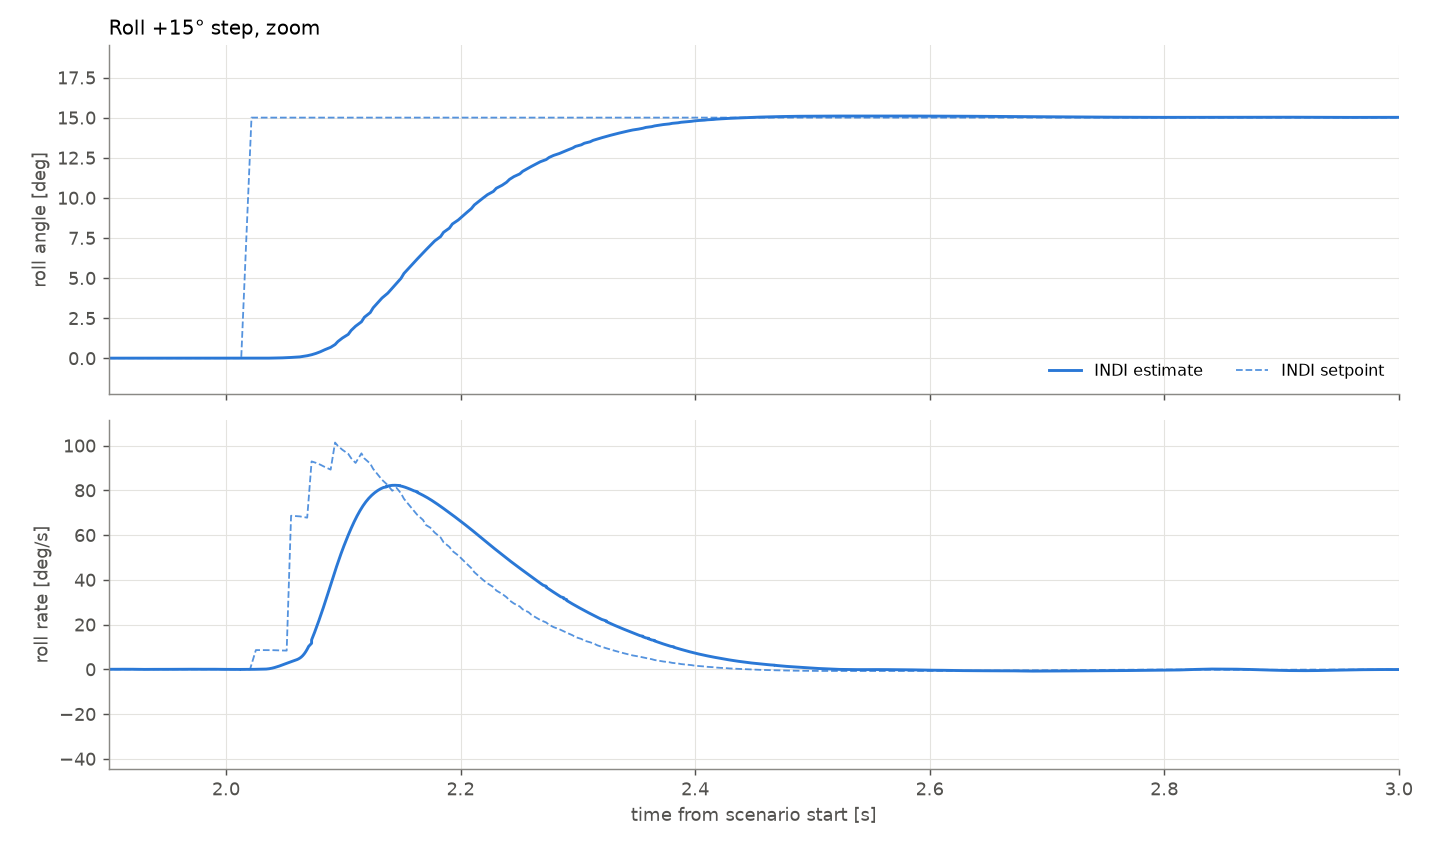 Roll +15° step, zoom
roll angle [deg]
17.5
15.0
12.5
10.0
7.5
5.0
2.5
0.0
INDI estimate
INDI setpoint
roll rate [deg/s]
100
80
60
40
20
0
−20
−40
2.0 2.2 2.4 2.6 2.8 3.0
time from scenario start [s]